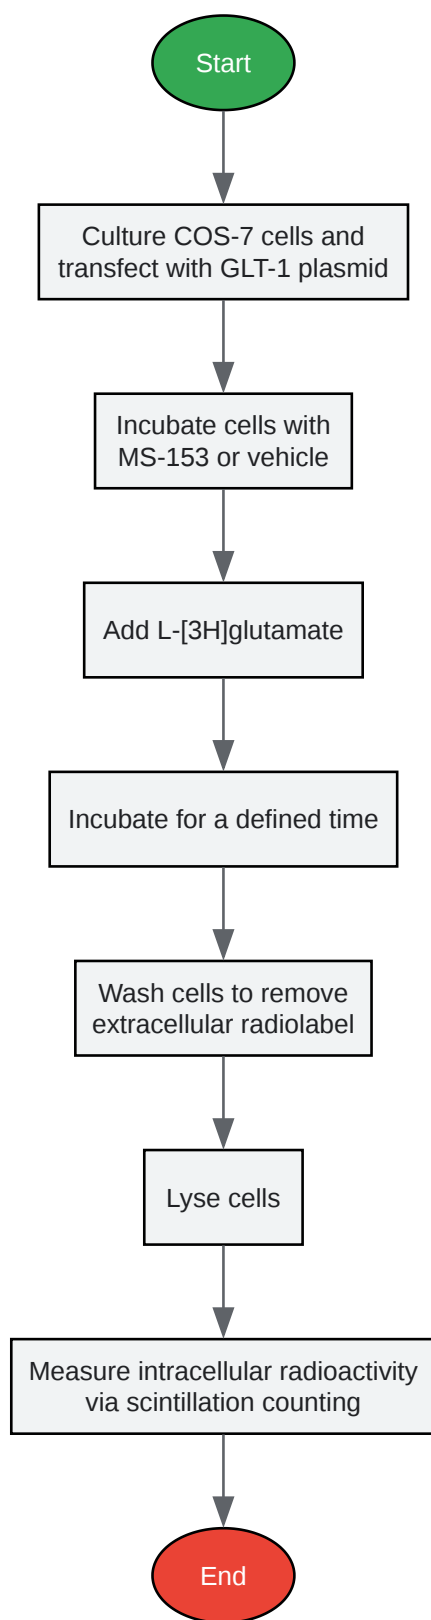 Start
Culture COS-7 cells and
transfect with GLT-1 plasmid
Incubate cells with
MS-153 or vehicle
Add L-[3H]glutamate
Incubate for a defined time
Wash cells to remove
extracellular radiolabel
Lyse cells
Measure intracellular radioactivity
via scintillation counting
End